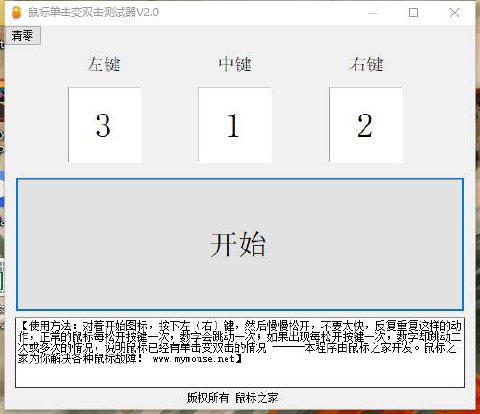 鼠标单击变双击测试器V2.0
清零
左键 中键 右键
3 1 2
开始
【使用方法：对着开始图标，按下左（右）键，然后慢慢松开，不要太快，反复重复这样的动
作，正常的鼠标每松开按键一次，数字会跳动一次；如果出现每松开按键一次，数字却跳动二
次或多次的情况，说明鼠标已经有单击变双击的情况 ————本程序由鼠标之家开发。鼠标之
家为你解决各种鼠标故障！ www.mymouse.net】
版权所有 鼠标之家